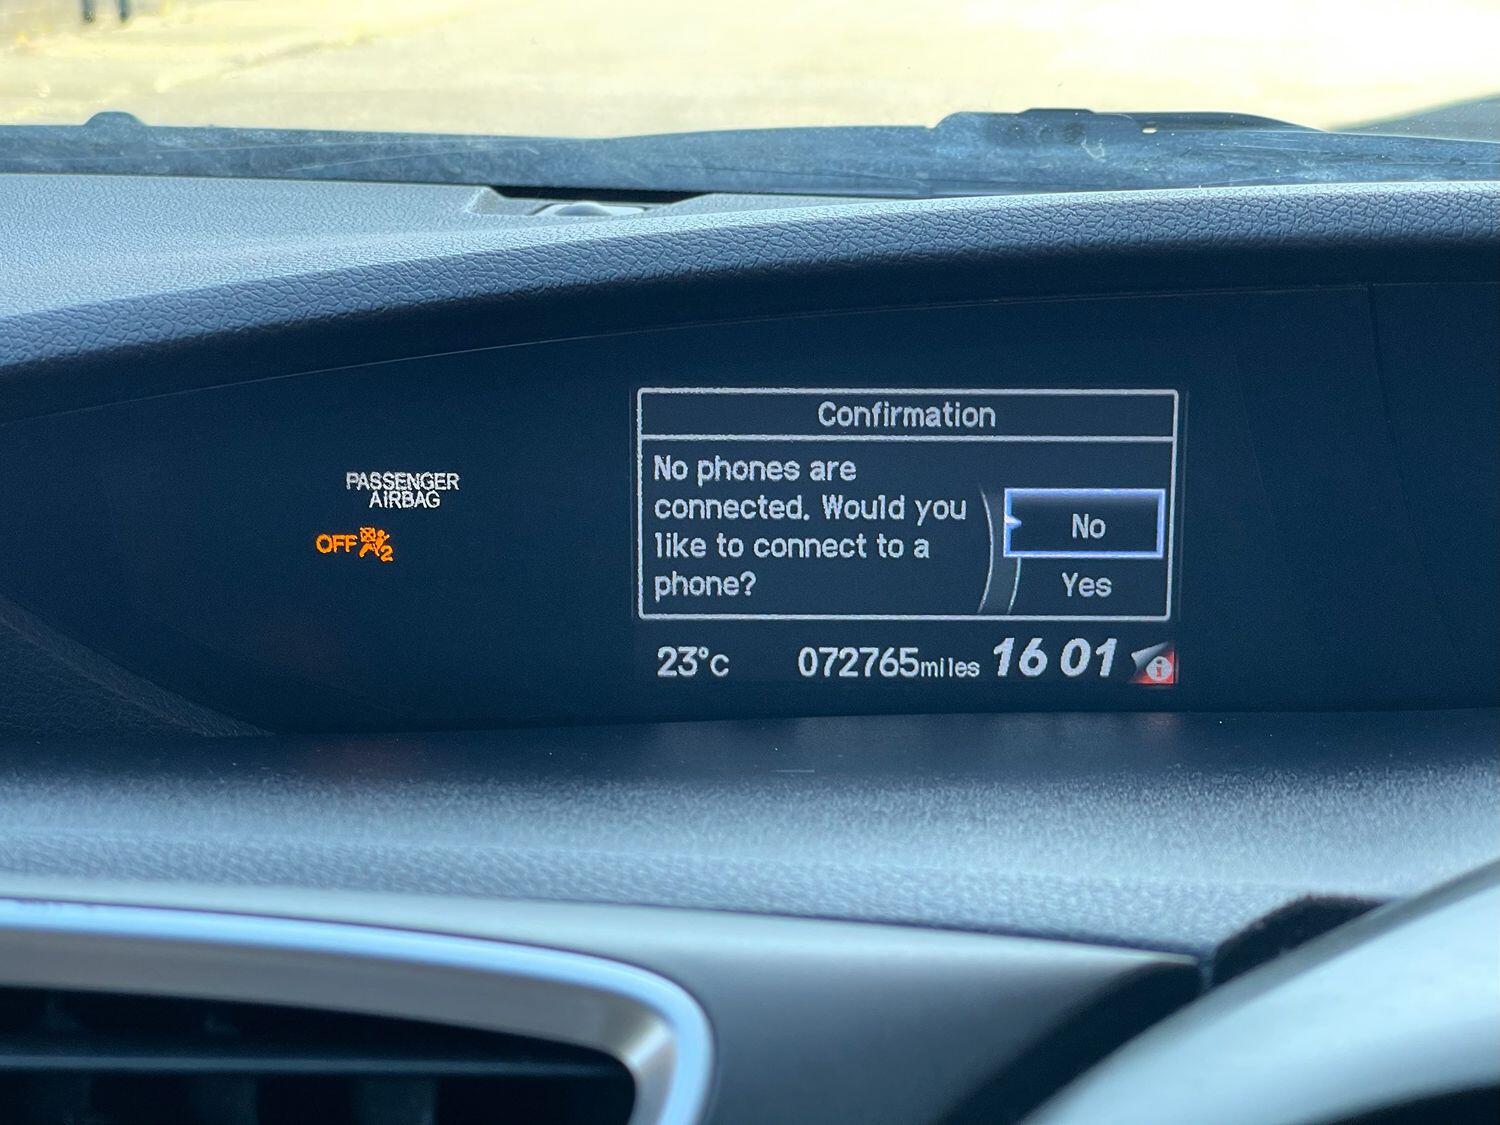 PASSENGER
AIRBAG
OFF 2
Confirmation
No phones are
connected. Would you
like to connect to a
phone?
No
Yes
23°C 072765miles 16 01 i